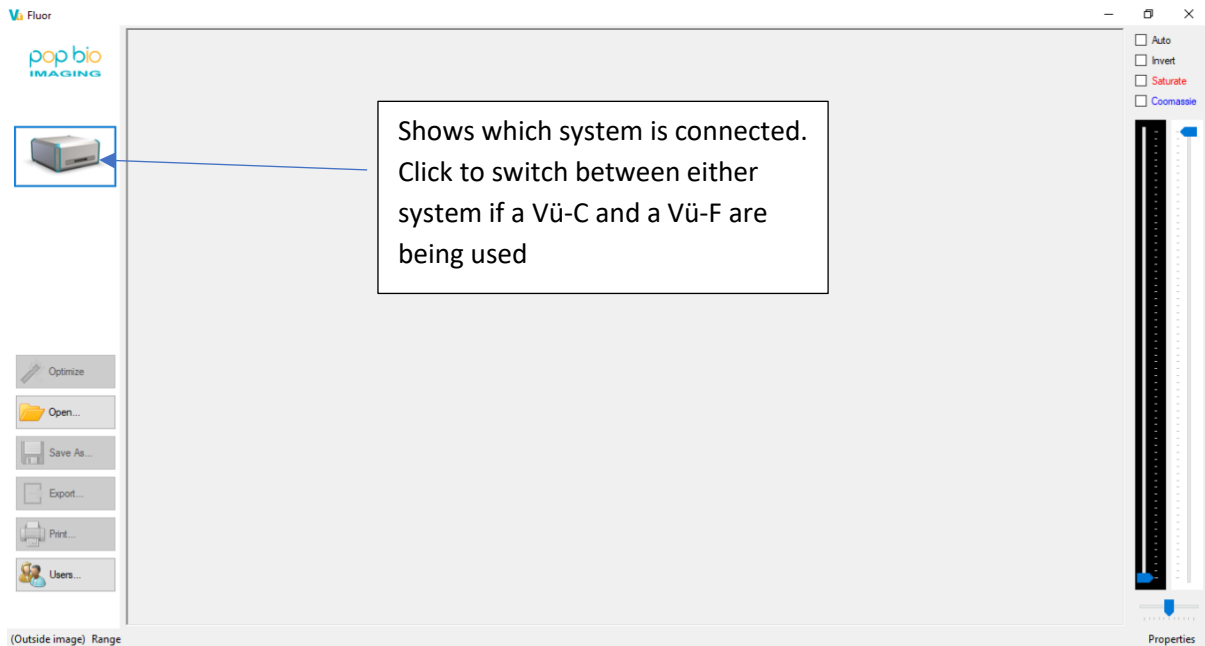 Vü Fluor
pop bio
IMAGING
Auto
Invert
Saturate
Coomassie
Shows which system is connected.
Click to switch between either
system if a Vü-C and a Vü-F are
being used
Optimize
Open...
Save As...
Export...
Print...
Users...
(Outside image) Range
Properties